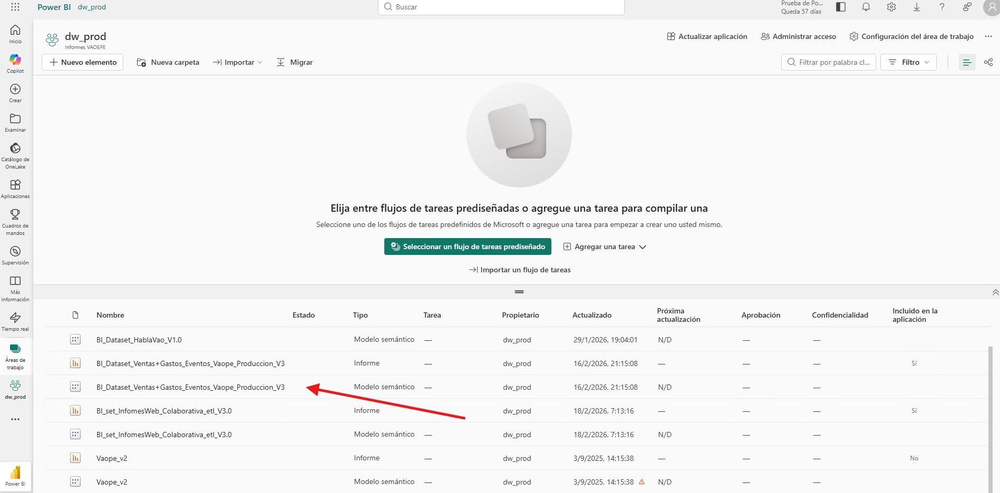 Power BI dw_prod
Buscar
Prueba de Po...
Queda 57 días
Inicio
Copilot
Crear
Examinar
Catálogo de
OneLake
Aplicaciones
Cuadros de
mandos
Supervisión
Más
información
Tiempo real
Áreas de
trabajo
dw_prod
Power BI
dw_prod
Informes VAOEPE
Actualizar aplicación
Administrar acceso
Configuración del área de trabajo
Nuevo elemento
Nueva carpeta
Importar
Migrar
Filtrar por palabra cl...
Filtro
Elija entre flujos de tareas prediseñadas o agregue una tarea para compilar una
Seleccione uno de los flujos de tareas predefinidos de Microsoft o agregue una tarea para empezar a crear uno usted mismo.
Seleccionar un flujo de tareas prediseñado
Agregar una tarea
Importar un flujo de tareas
Nombre Estado Tipo Tarea Propietario Actualizado Próxima actualización Aprobación Confidencialidad Incluido en la aplicación
BI_Dataset_HablaVao_V1.0 Modelo semántico — dw_prod 29/1/2026, 19:04:01 N/D — —
BI_Dataset_Ventas+Gastos_Eventos_Vaope_Produccion_V3 Informe — dw_prod 16/2/2026, 21:15:08 — — — Sí
BI_Dataset_Ventas+Gastos_Eventos_Vaope_Produccion_V3 Modelo semántico — dw_prod 16/2/2026, 21:15:08 N/D — —
BI_set_InfomesWeb_Colaborativa_etl_V3.0 Informe — dw_prod 18/2/2026, 7:13:16 — — — Sí
BI_set_InfomesWeb_Colaborativa_etl_V3.0 Modelo semántico — dw_prod 18/2/2026, 7:13:16 N/D — —
Vaope_v2 Informe — dw_prod 3/9/2025, 14:15:38 — — — No
Vaope_v2 Modelo semántico — dw_prod 3/9/2025, 14:15:38 N/D — —